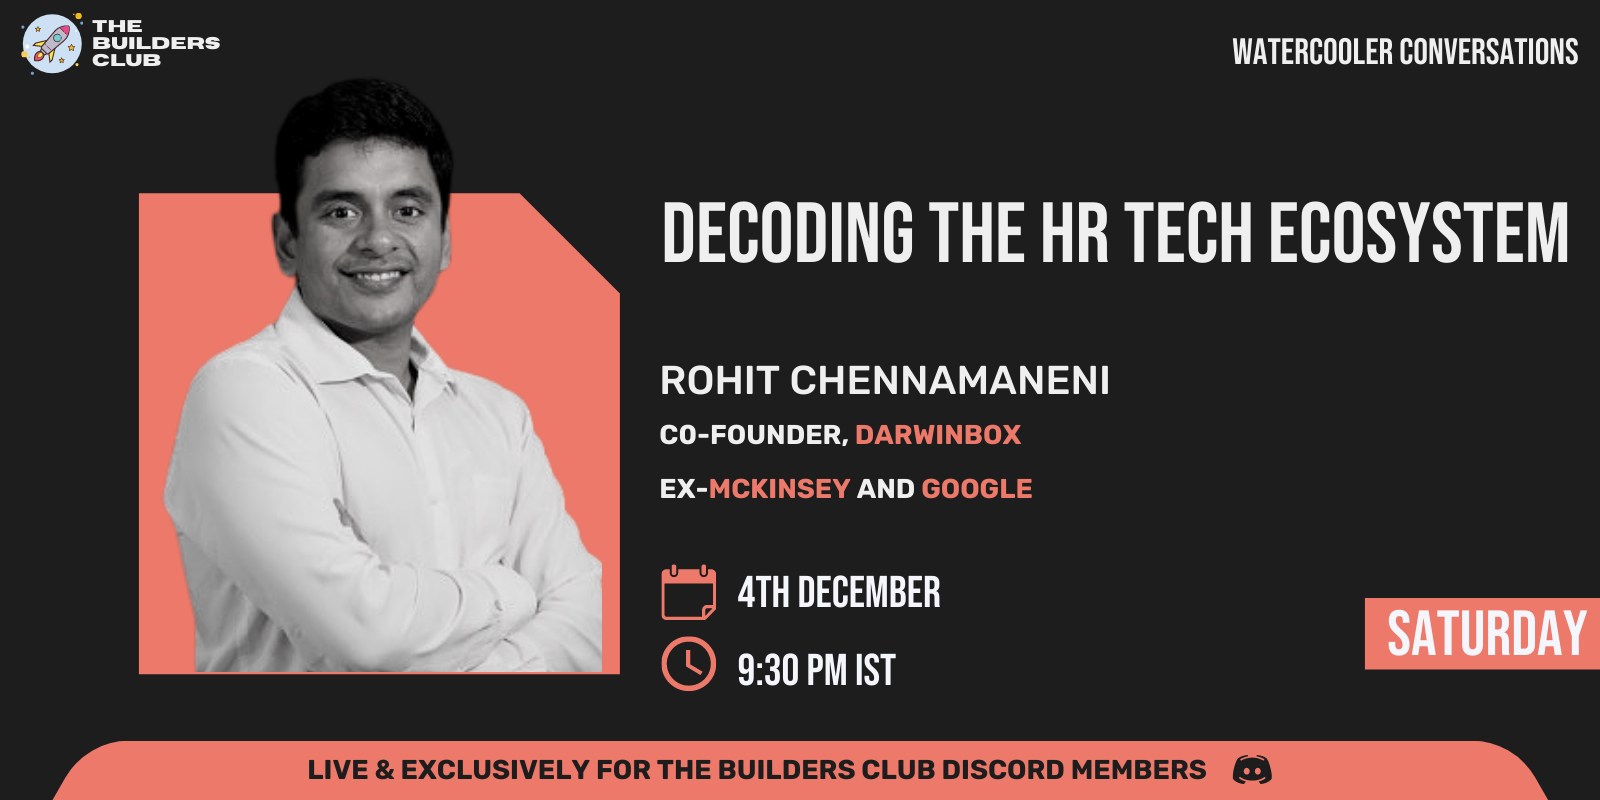 THE
BUILDERS
CLUB
WATERCOOLER CONVERSATIONS
DECODING THE HR TECH ECOSYSTEM
ROHIT CHENNAMANENI
CO-FOUNDER, DARWINBOX
EX-MCKINSEY AND GOOGLE
4TH DECEMBER
9:30 PM IST
SATURDAY
LIVE & EXCLUSIVELY FOR THE BUILDERS CLUB DISCORD MEMBERS